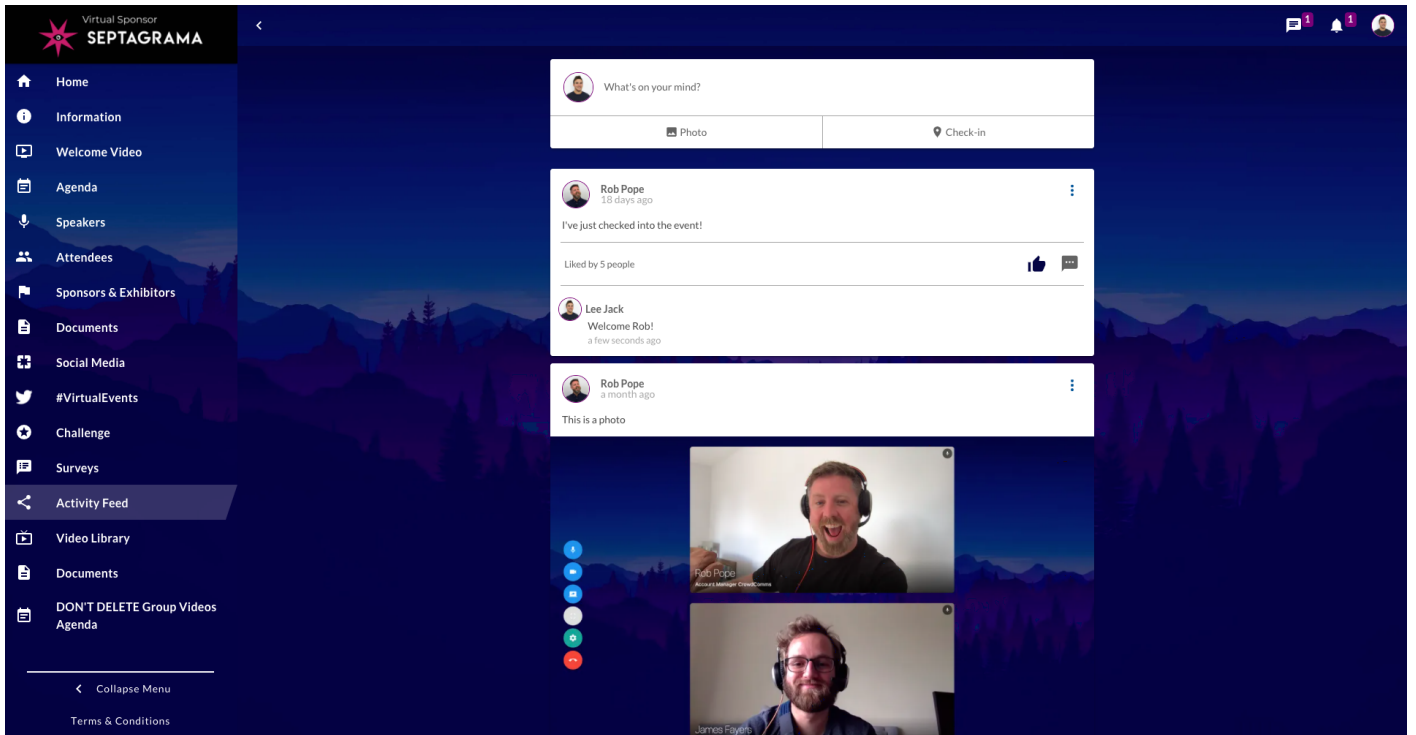 Virtual Sponsor
SEPTAGRAMA
Home
Information
Welcome Video
Agenda
Speakers
Attendees
Sponsors & Exhibitors
Documents
Social Media
#VirtualEvents
Challenge
Surveys
Activity Feed
Video Library
Documents
DON'T DELETE Group Videos
Agenda
Collapse Menu
Terms & Conditions
1
1
What's on your mind?
Photo
Check-in
Rob Pope
18 days ago
I've just checked into the event!
Liked by 5 people
Lee Jack
Welcome Rob!
a few seconds ago
Rob Pope
a month ago
This is a photo
Rob Pope
Account Manager CrowdComms
James Fayers